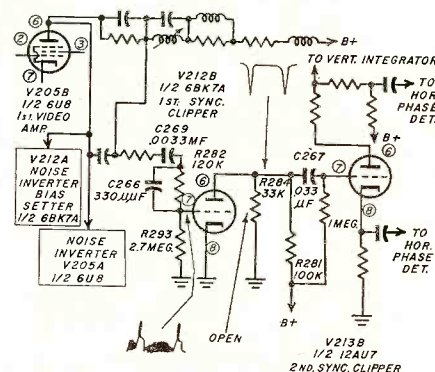 6
2
3
7
V205B
1/2 6U8
1ST. VIDEO
AMP.
B+
V212B
1/2 6BK7A
1ST. SYNC.
CLIPPER
TO VERT. INTEGRATOR
TO
HOR.
PHASE
DET.
B+
C269
.0033MF
R282
120K
C266
330µµF
R293
2.7MEG.
6
7
8
V212A
NOISE
INVERTER
BIAS
SETTER
1/2 6BK7A
NOISE
INVERTER
V205A
1/2 6U8
R284
33K
C267
.033
µF
1 MEG.
R281
100K
B+
OPEN
6
7
8
TO
HOR.
PHASE
DET.
V213B
1/2 12AU7
2ND. SYNC. CLIPPER